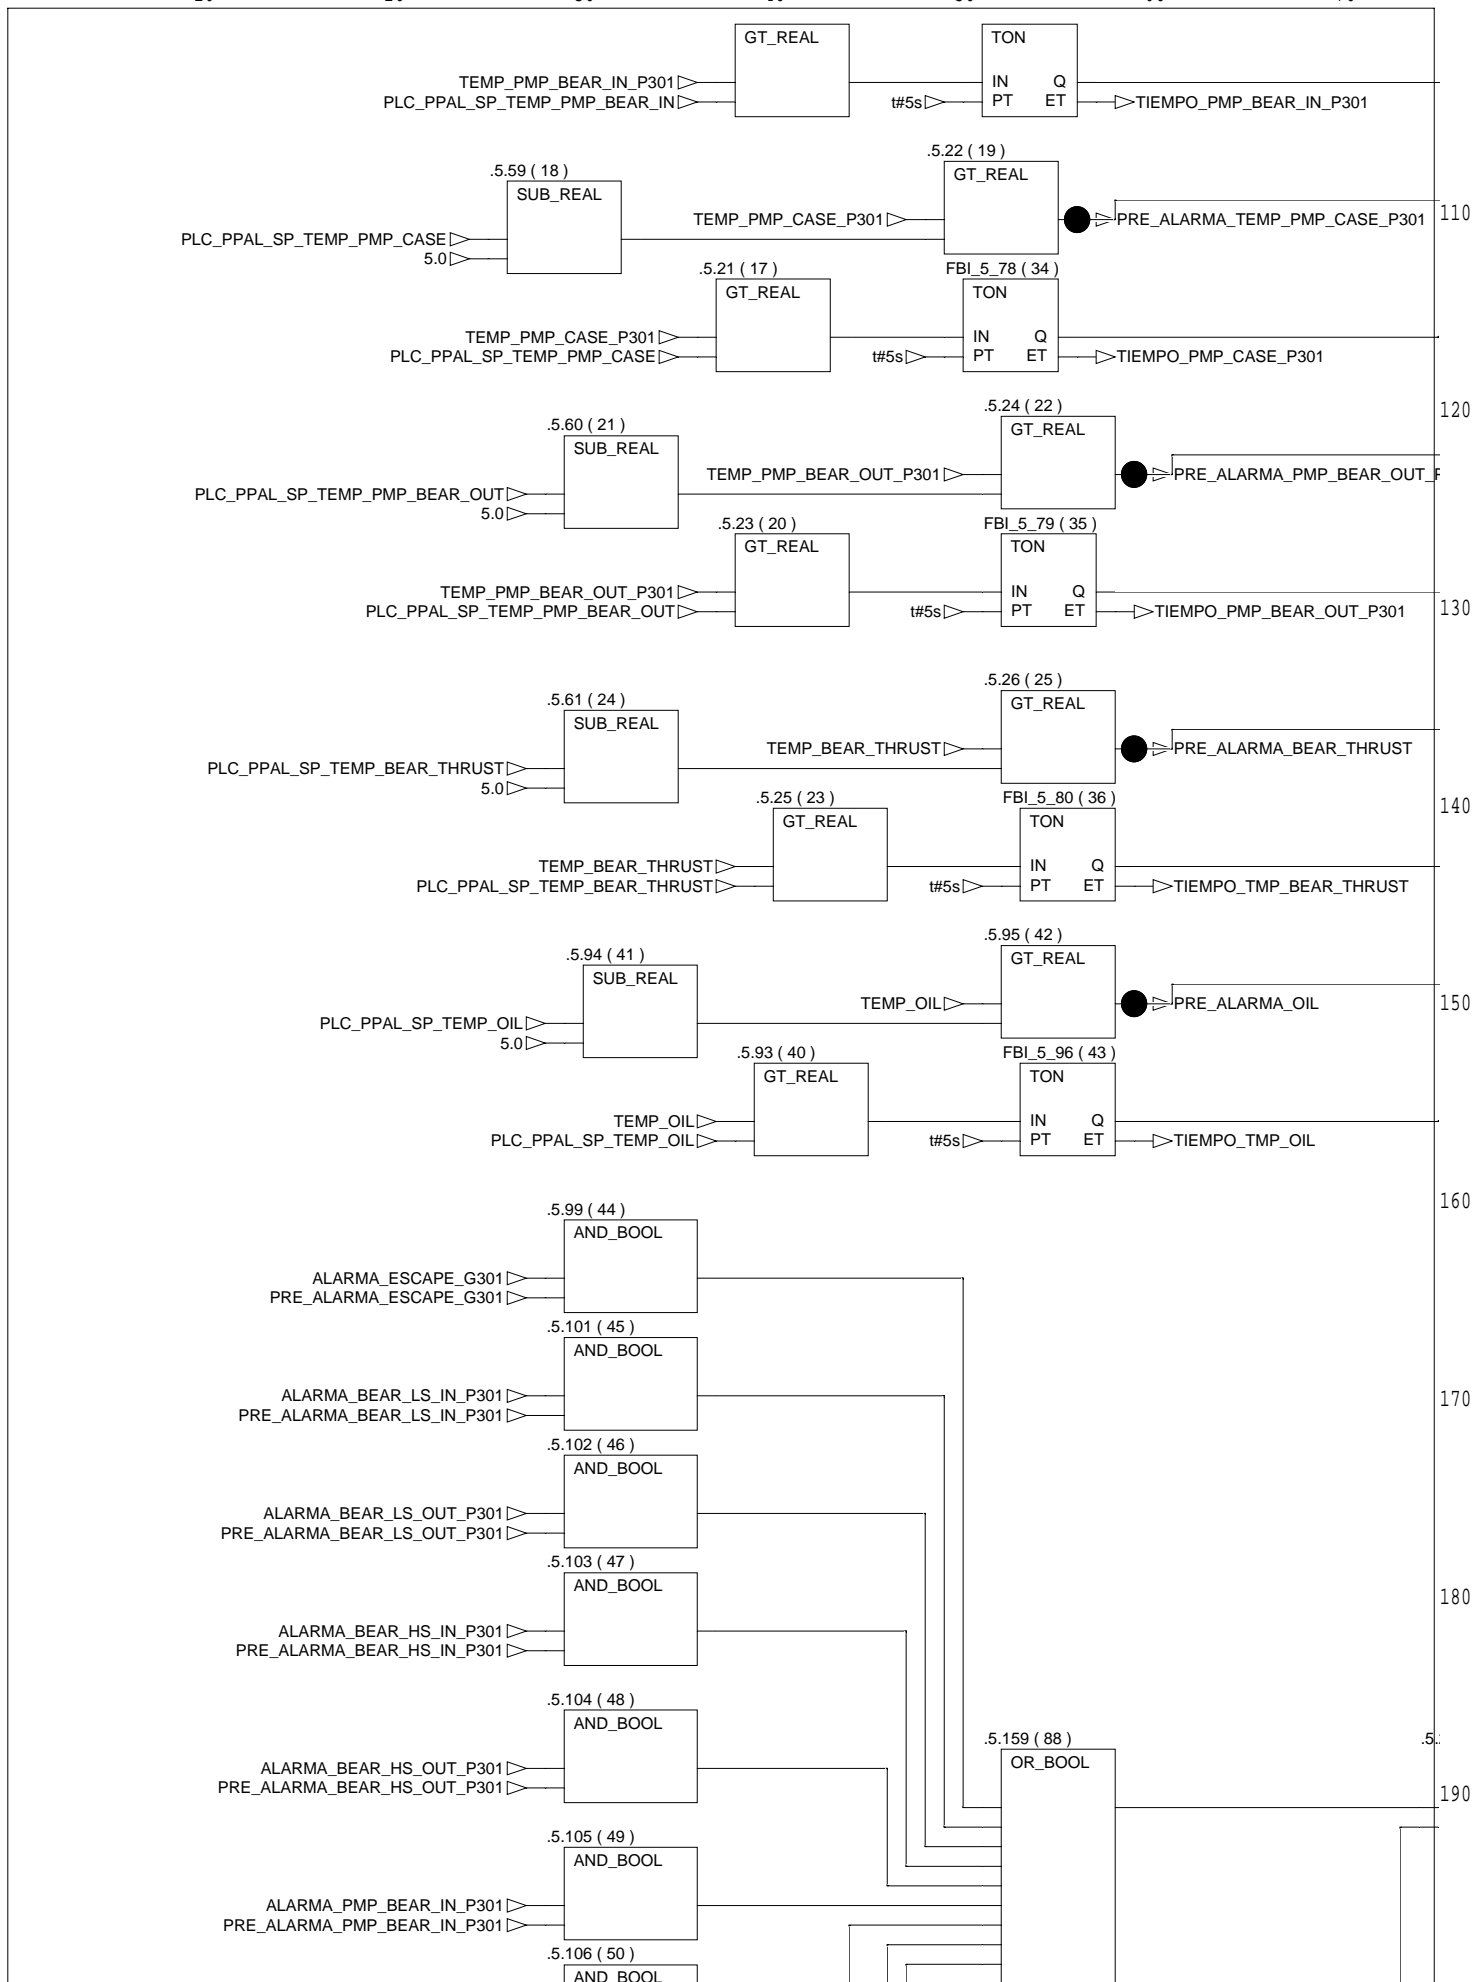 GT_REAL
TON
TEMP_PMP_BEAR_IN_P301
IN Q
PLC_PPAL_SP_TEMP_PMP_BEAR_IN
t#5s
PT ET
TIEMPO_PMP_BEAR_IN_P301
.5.22 ( 19 )
.5.59 ( 18 )
GT_REAL
SUB_REAL
110
TEMP_PMP_CASE_P301
PRE_ALARMA_TEMP_PMP_CASE_P301
PLC_PPAL_SP_TEMP_PMP_CASE
5.0
.5.21 ( 17 )
FBI_5_78 ( 34 )
GT_REAL
TON
TEMP_PMP_CASE_P301
IN Q
PLC_PPAL_SP_TEMP_PMP_CASE
t#5s
PT ET
TIEMPO_PMP_CASE_P301
.5.24 ( 22 )
120
.5.60 ( 21 )
GT_REAL
SUB_REAL
TEMP_PMP_BEAR_OUT_P301
PRE_ALARMA_PMP_BEAR_OUT_
PLC_PPAL_SP_TEMP_PMP_BEAR_OUT
5.0
.5.23 ( 20 )
FBI_5_79 ( 35 )
GT_REAL
TON
TEMP_PMP_BEAR_OUT_P301
IN Q
PLC_PPAL_SP_TEMP_PMP_BEAR_OUT
t#5s
PT ET
TIEMPO_PMP_BEAR_OUT_P301
130
.5.26 ( 25 )
.5.61 ( 24 )
GT_REAL
SUB_REAL
TEMP_BEAR_THRUST
PRE_ALARMA_BEAR_THRUST
PLC_PPAL_SP_TEMP_BEAR_THRUST
5.0
.5.25 ( 23 )
FBI_5_80 ( 36 )
140
GT_REAL
TON
TEMP_BEAR_THRUST
IN Q
PLC_PPAL_SP_TEMP_BEAR_THRUST
t#5s
PT ET
TIEMPO_TMP_BEAR_THRUST
.5.95 ( 42 )
.5.94 ( 41 )
GT_REAL
SUB_REAL
TEMP_OIL
PRE_ALARMA_OIL
150
PLC_PPAL_SP_TEMP_OIL
5.0
.5.93 ( 40 )
FBI_5_96 ( 43 )
GT_REAL
TON
TEMP_OIL
IN Q
PLC_PPAL_SP_TEMP_OIL
t#5s
PT ET
TIEMPO_TMP_OIL
160
.5.99 ( 44 )
AND_BOOL
ALARMA_ESCAPE_G301
PRE_ALARMA_ESCAPE_G301
.5.101 ( 45 )
AND_BOOL
ALARMA_BEAR_LS_IN_P301
170
PRE_ALARMA_BEAR_LS_IN_P301
.5.102 ( 46 )
AND_BOOL
ALARMA_BEAR_LS_OUT_P301
PRE_ALARMA_BEAR_LS_OUT_P301
.5.103 ( 47 )
AND_BOOL
180
ALARMA_BEAR_HS_IN_P301
PRE_ALARMA_BEAR_HS_IN_P301
.5.104 ( 48 )
AND_BOOL
.5.159 ( 88 )
.5.
OR_BOOL
ALARMA_BEAR_HS_OUT_P301
PRE_ALARMA_BEAR_HS_OUT_P301
190
.5.105 ( 49 )
AND_BOOL
ALARMA_PMP_BEAR_IN_P301
PRE_ALARMA_PMP_BEAR_IN_P301
.5.106 ( 50 )
AND_BOOL